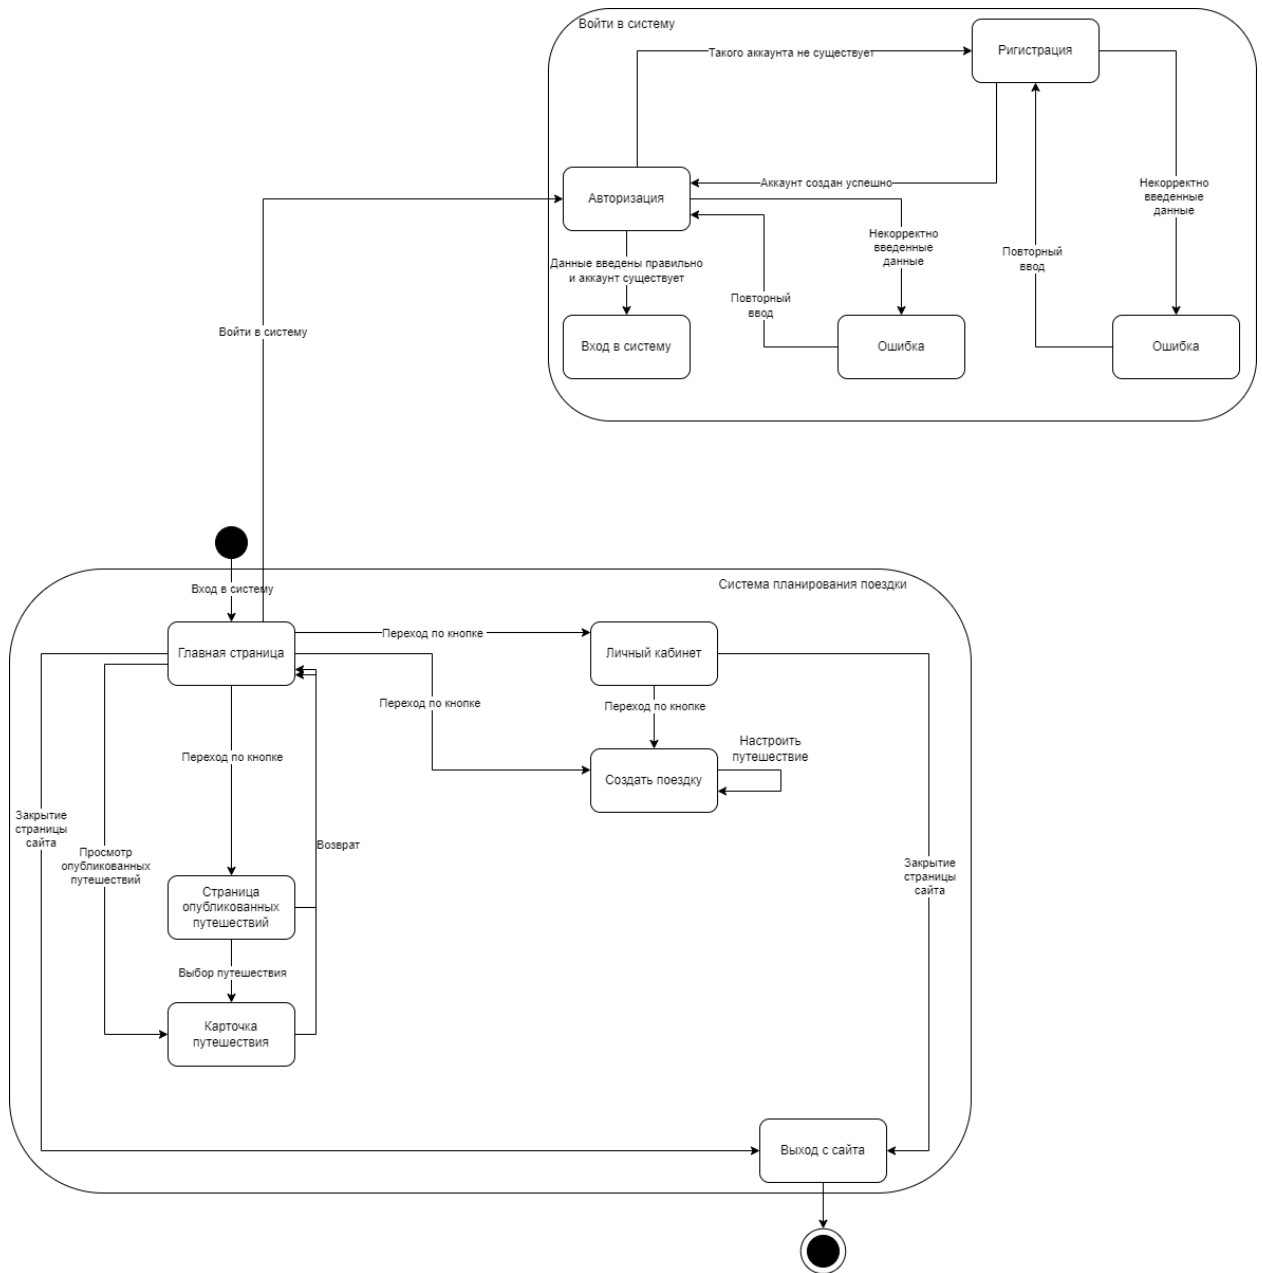 Войти в систему
Такого аккаунта не существует
Ригистрация
Аккаунт создан успешно
Некорректно
введенные
данные
Авторизация
Некорректно
введенные
данные
Повторный
ввод
Данные введены правильно
и аккаунт существует
Повторный
ввод
Войти в систему
Вход в систему
Ошибка
Ошибка
Вход в систему
Система планирования поездки
Главная страница
Переход по кнопке
Личный кабинет
Переход по кнопке
Переход по кнопке
Настроить
путешествие
Переход по кнопке
Создать поездку
Закрытие
страницы
сайта
Просмотр
опубликованных
путешествий
Возврат
Закрытие
страницы
сайта
Страница
опубликованных
путешествий
Выбор путешествия
Карточка
путешествия
Выход с сайта